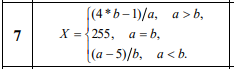 (4 * b – 1)/a, a > b,
7 X = { 255, a = b,
(a – 5)/b, a < b.